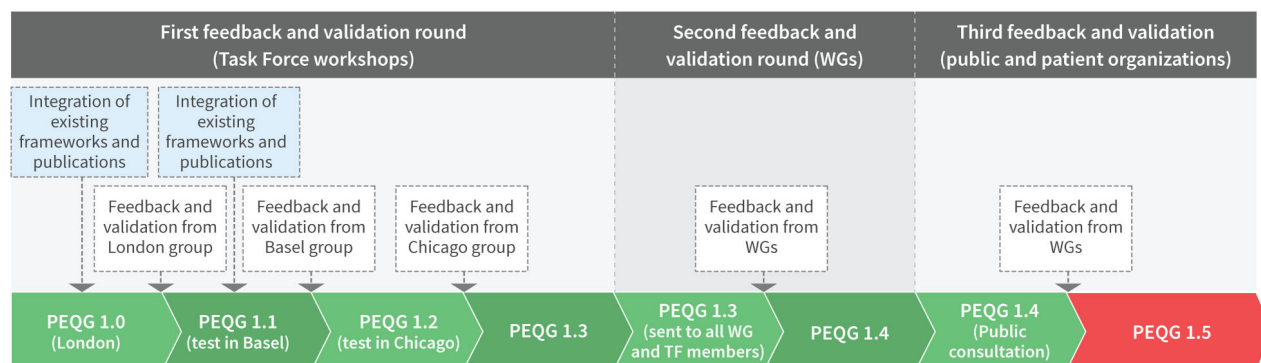 First feedback and validation round
(Task Force workshops)
Second feedback and
validation round (WGs)
Third feedback and validation
(public and patient organizations)
Integration of
existing
frameworks and
publications
Integration of
existing
frameworks and
publications
Feedback and
validation from
London group
Feedback and
validation from
Basel group
Feedback and
validation from
Chicago group
Feedback and
validation from
WGs
Feedback and
validation from
WGs
PEQG 1.0
(London)
PEQG 1.1
(test in Basel)
PEQG 1.2
(test in Chicago)
PEQG 1.3
PEQG 1.3
(sent to all WG
and TF members)
PEQG 1.4
PEQG 1.4
(Public
consultation)
PEQG 1.5